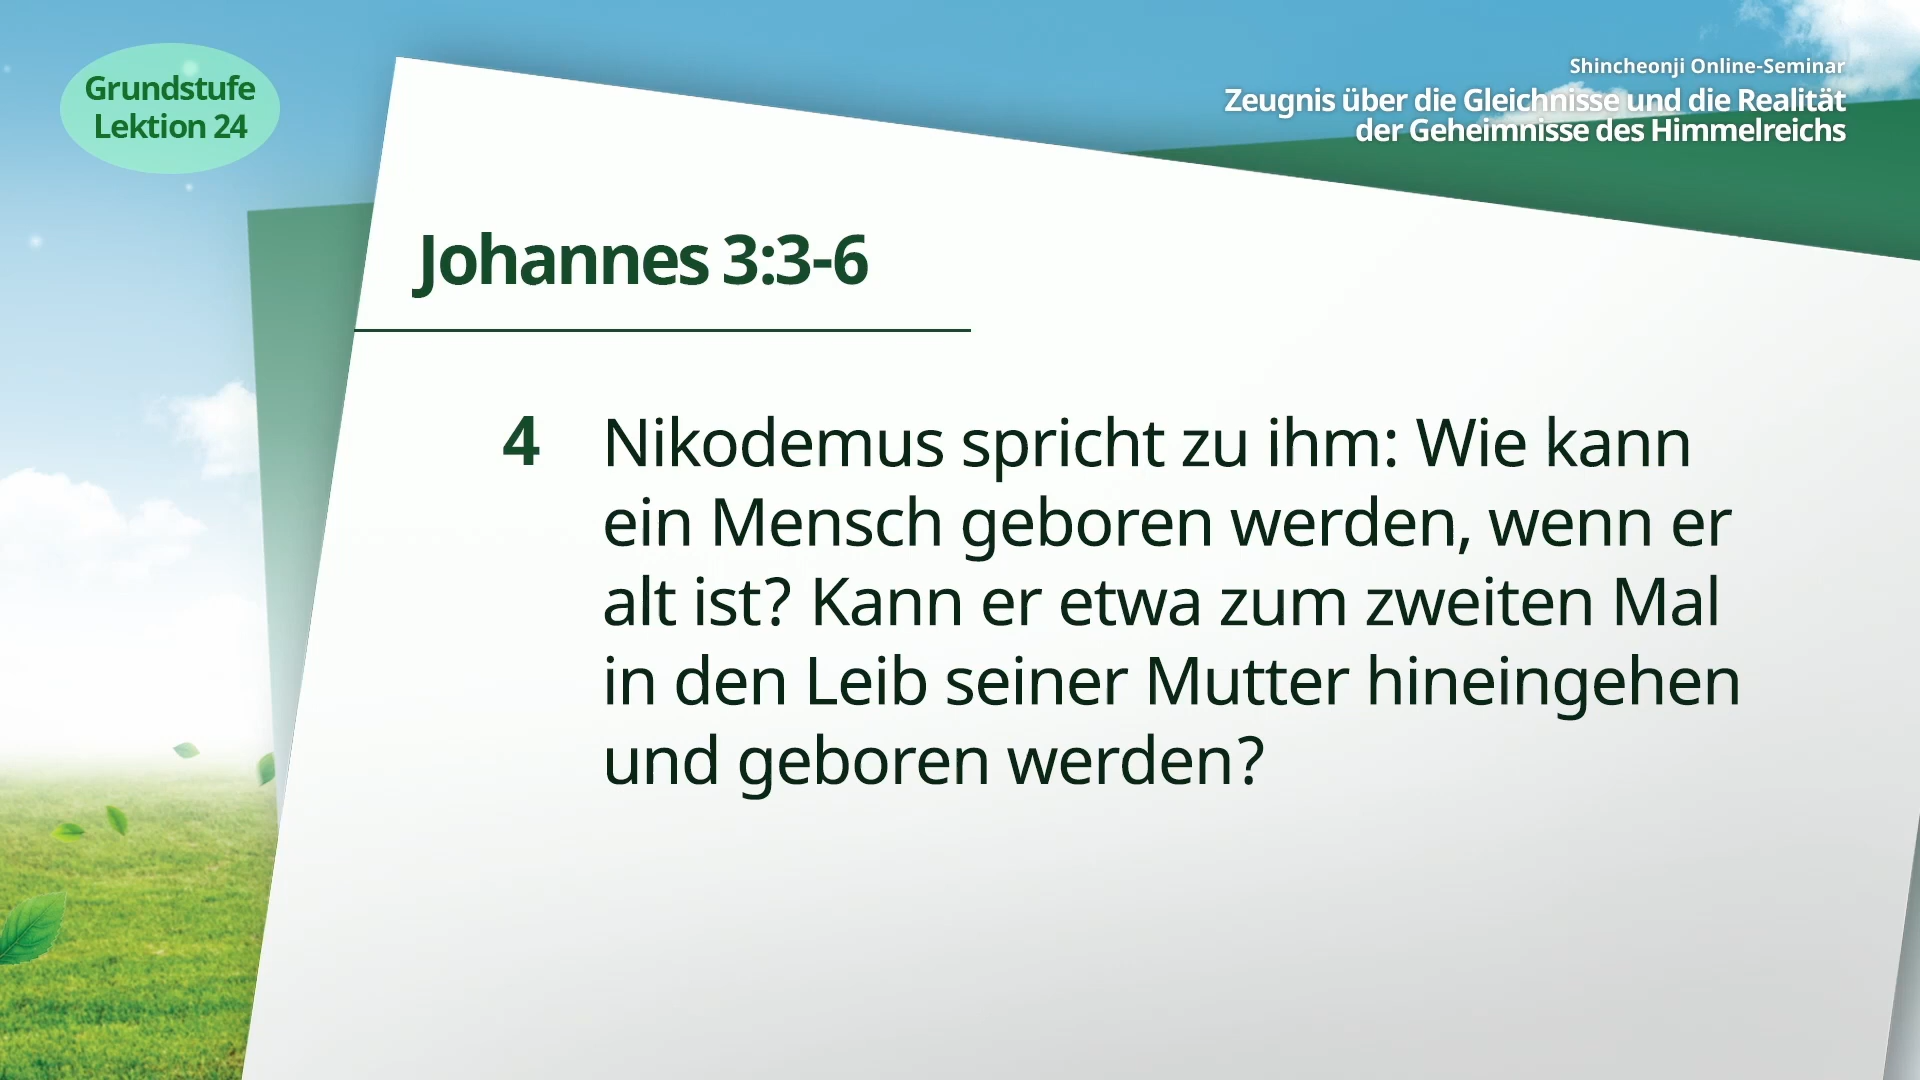 Grundstufe
Lektion 24
Shincheonji Online-Seminar
Zeugnis über die Gleichnisse und die Realität
der Geheimnisse des Himmelreichs
Johannes 3:3-6
4 Nikodemus spricht zu ihm: Wie kann
ein Mensch geboren werden, wenn er
alt ist? Kann er etwa zum zweiten Mal
in den Leib seiner Mutter hineingehen
und geboren werden?